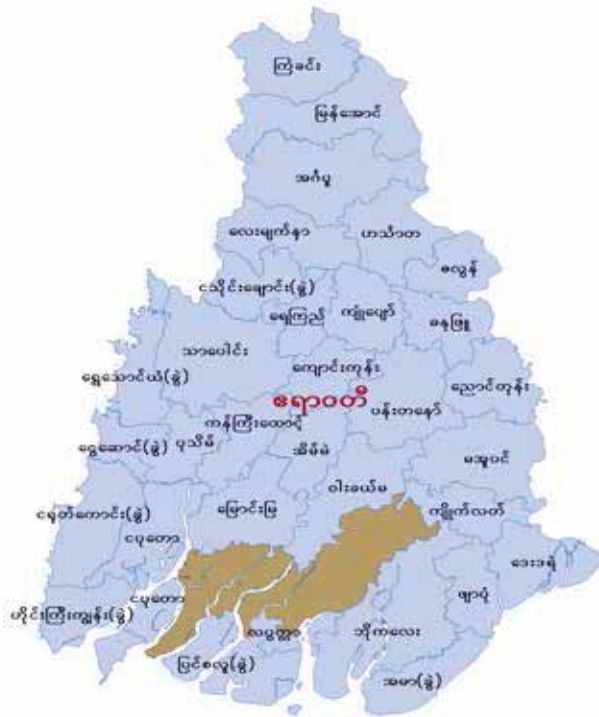 ကြံခင်း
မြန်အောင်
အင်္ဂပူ
လေးမျက်နှာ
ဟင်္သာတ
ဇလွန်
ငသိုင်းချောင်း(ခွဲ)
ရေကြည်
ကျုံပျော်
ဓနုဖြူ
သာပေါင်း
ကျောင်းကုန်း
ရွှေသောင်ယံ(ခွဲ)
ညောင်တုန်း
ဧရာဝတီ
ပန်းတနော်
ကန်ကြီးထောင့်
ငွေဆောင်(ခွဲ)
ပုသိမ်
အိမ်မဲ
မအူပင်
ဝါးခယ်မ
ငရုတ်ကောင်း(ခွဲ)
မြောင်းမြ
ကျိုက်လတ်
ငပုတော
ဒေးဒရဲ
ငပုတော
ဖျာပုံ
ဟိုင်းကြီးကျွန်း(ခွဲ)
လပွတ္တာ
ဘိုကလေး
ပြင်စလူ(ခွဲ)
အမာ(ခွဲ)